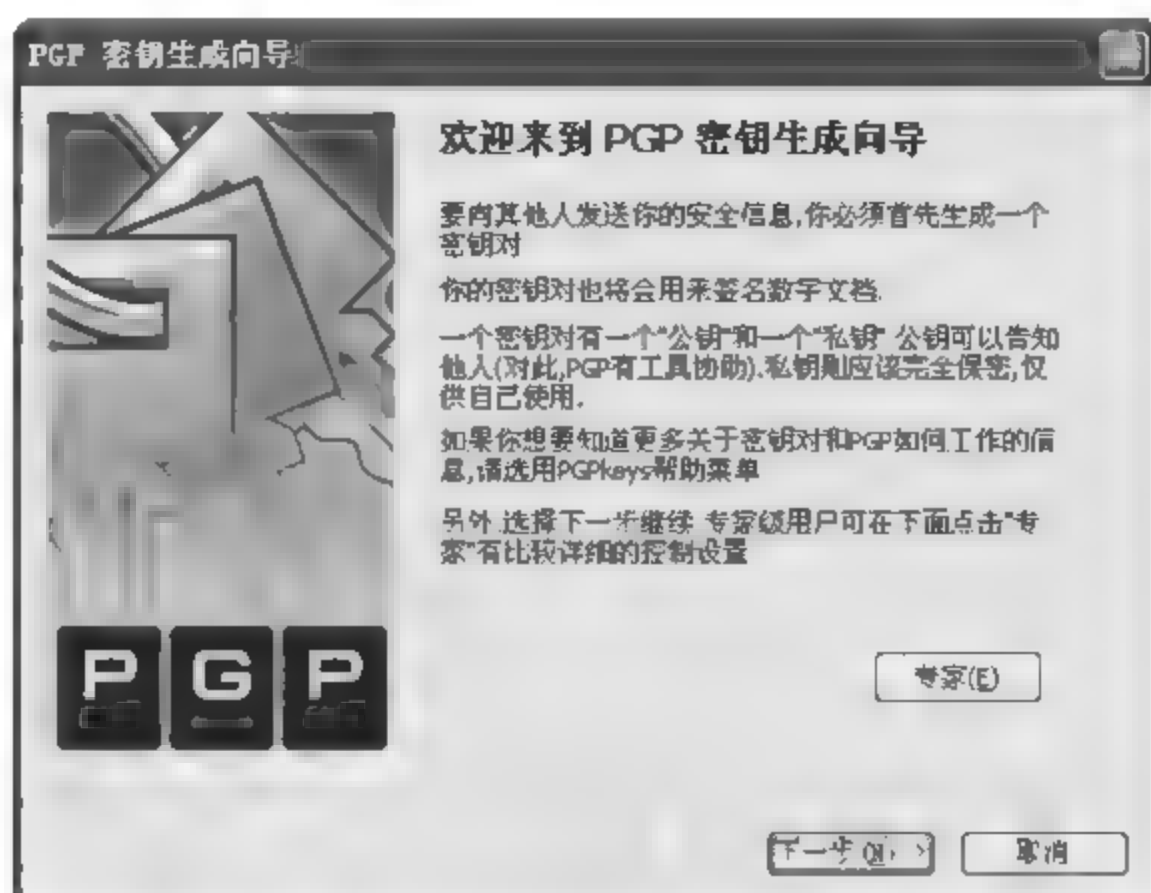 PGP 密钥生成向导
欢迎来到 PGP 密钥生成向导
要向其他人发送你的安全信息,你必须首先生成一个
密钥对
你的密钥对也将会用来签名数字文档.
一个密钥对有一个"公钥"和一个"私钥" 公钥可以告知
他人(对此,PGP有工具协助).私钥则应该完全保密,仅
供自己使用.
如果你想要知道更多关于密钥对和PGP如何工作的信
息,请选用PGPkeys帮助菜单
另外 选择下一步继续 专家级用户可在下面点击"专
家"有比较详细的控制设置
P G P
专家(E)
下一步(N) >
取消